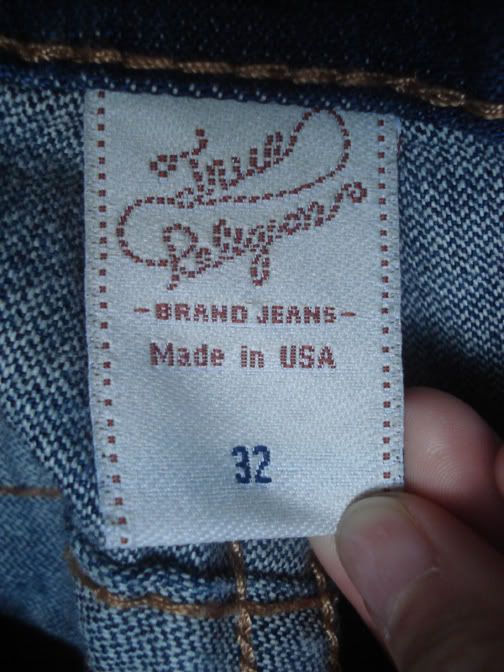 True
Religion
-BRAND JEANS-
Made in USA
32